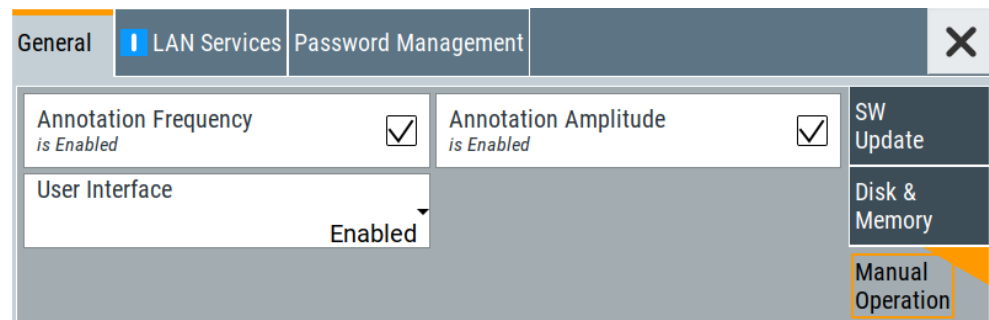 General
LAN Services
Password Management
Annotation Frequency
is Enabled
Annotation Amplitude
is Enabled
User Interface
Enabled
SW
Update
Disk &
Memory
Manual
Operation